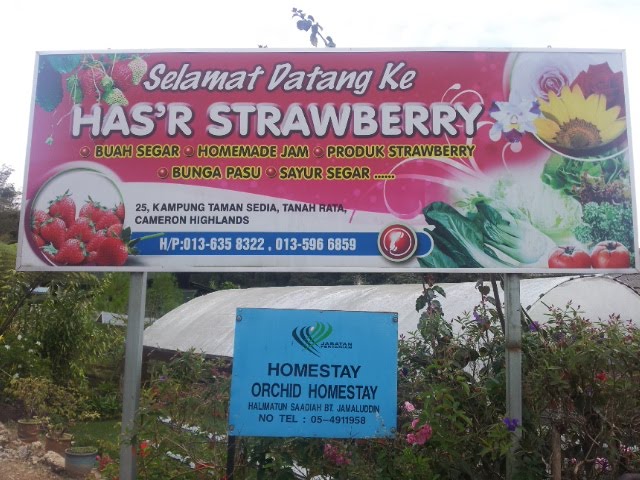 Selamat Datang Ke
HAS'R STRAWBERRY
BUAH SEGAR HOMEMADE JAM PRODUK STRAWBERRY
BUNGA PASU SAYUR SEGAR ......
25, KAMPUNG TAMAN SEDIA, TANAH RATA,
CAMERON HIGHLANDS
H/P:013-635 8322 . 013-596 6859
JABATAN
PERTANIAN
HOMESTAY
ORCHID HOMESTAY
HALIMATUN SAADIAH BT. JAMALUDDIN
NO TEL : 05-4911958